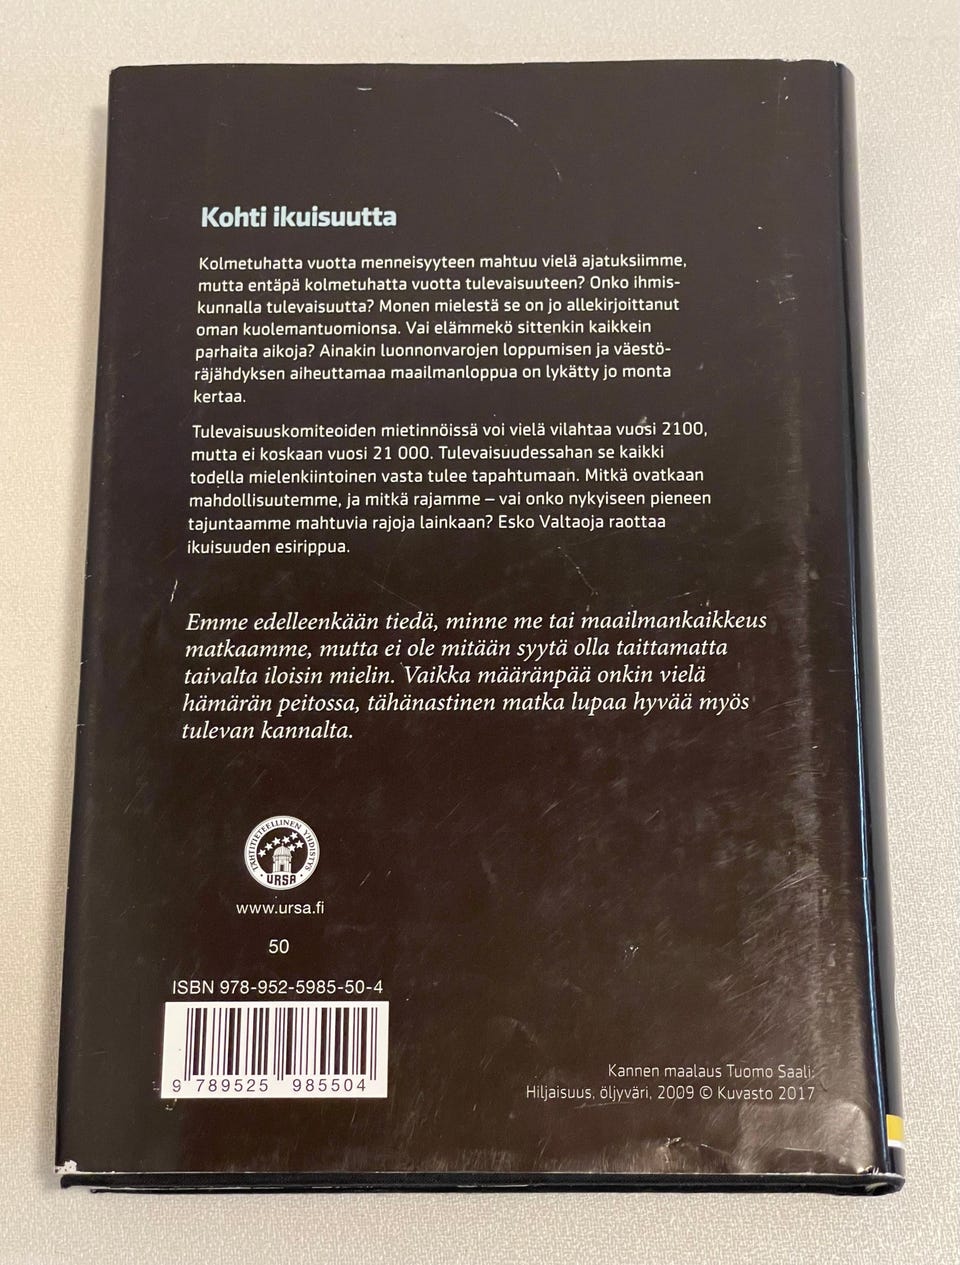 Kohti ikuisuutta
Kolmetuhatta vuotta menneisyyteen mahtuu vielä ajatuksiimme,
mutta entäpä kolmetuhatta vuotta tulevaisuuteen? Onko ihmis-
kunnalla tulevaisuutta? Monen mielestä se on jo allekirjoittanut
oman kuolemantuomionsa. Vai elämmekö sittenkin kaikkein
parhaita aikoja? Ainakin luonnonvarojen loppumisen ja väestö-
räjähdyksen aiheuttamaa maailmanloppua on lykätty jo monta
kertaa.
Tulevaisuuskomiteoiden mietinnöissä voi vielä vilahtaa vuosi 2100,
mutta ei koskaan vuosi 21 000. Tulevaisuudessahan se kaikki
todella mielenkiintoinen vasta tulee tapahtumaan. Mitkä ovatkaan
mahdollisuutemme, ja mitkä rajamme – vai onko nykyiseen pieneen
tajuntaamme mahtuvia rajoja lainkaan? Esko Valtaoja raottaa
ikuisuuden esirippua.
Emme edelleenkään tiedä, minne me tai maailmankaikkeus
matkaamme, mutta ei ole mitään syytä olla taittamatta
taivalta iloisin mielin. Vaikka määränpää onkin vielä
hämärän peitossa, tähänastinen matka lupaa hyvää myös
tulevan kannalta.
TÄHTITIETEELLINEN YHDISTYS
URSA
www.ursa.fi
50
ISBN 978-952-5985-50-4
9 789525 985504
Kannen maalaus Tuomo Saali:
Hiljaisuus, öljyväri, 2009 © Kuvasto 2017